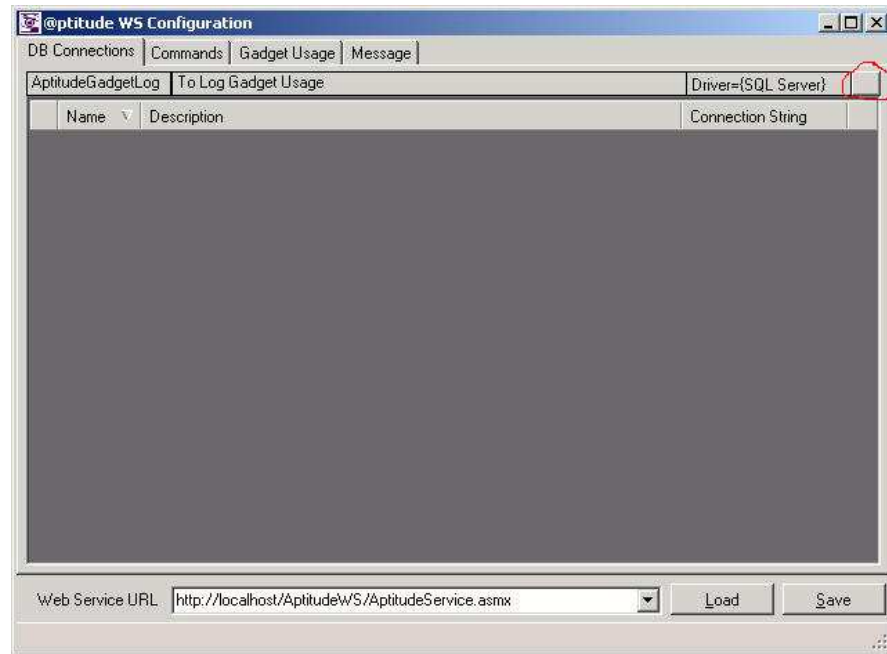 @ptitude WS Configuration
DB Connections Commands Gadget Usage Message
AptitudeGadgetLog To Log Gadget Usage Driver={SQL Server}
Name Description Connection String
Web Service URL http://localhost/AptitudeWS/AptitudeService.asmx Load Save